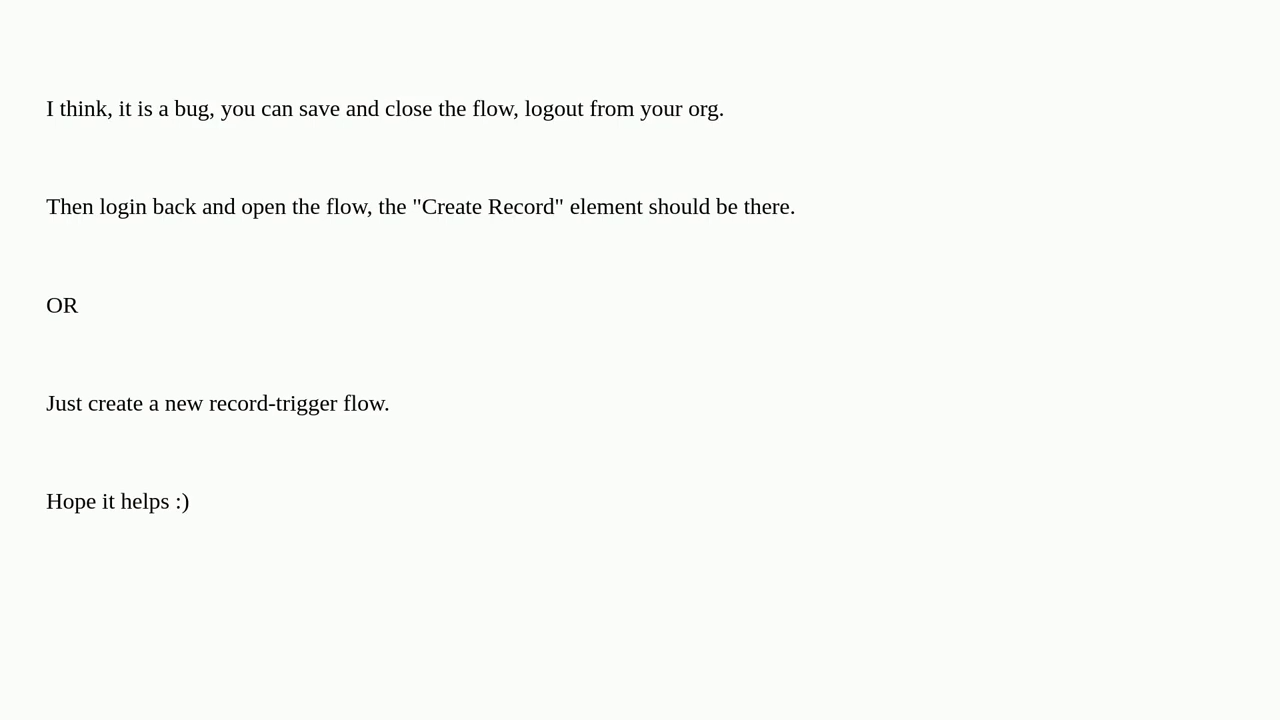 I think, it is a bug, you can save and close the flow, logout from your org.
Then login back and open the flow, the "Create Record" element should be there.
OR
Just create a new record-trigger flow.
Hope it helps :)